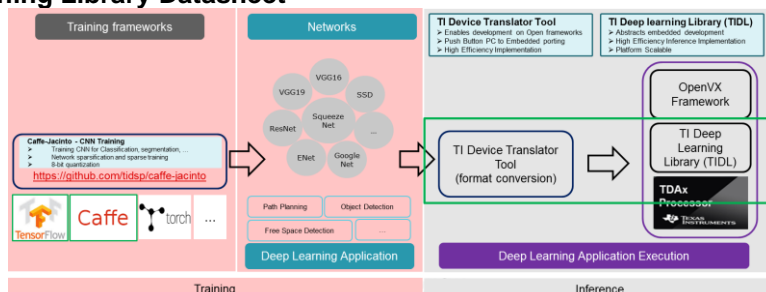 ning Library Datasheet
Training frameworks
Caffe-Jacinto - CNN Training
Training CNN for Classification, segmentation, ...
Network sparsification and sparse training
8-bit quantization
https://github.com/tidsp/caffe-jacinto
TensorFlow
Caffe
torch
...
Networks
VGG16
VGG19
SSD
Squeeze
Net
ResNet
...
ENet
Google
Net
Path Planning
Object Detection
Free Space Detection
...
Deep Learning Application
TI Device Translator Tool
Enables development on Open frameworks
Push Button PC to Embedded porting
High Efficiency Implementation
TI Deep learning Library (TIDL)
Abstracts embedded development
High Efficiency Inference Implementation
Platform Scalable
TI Device Translator
Tool
(format conversion)
OpenVX
Framework
TI Deep
Learning
Library (TIDL)
TDAx
Processor
TEXAS
INSTRUMENTS
Deep Learning Application Execution
Training
Inference